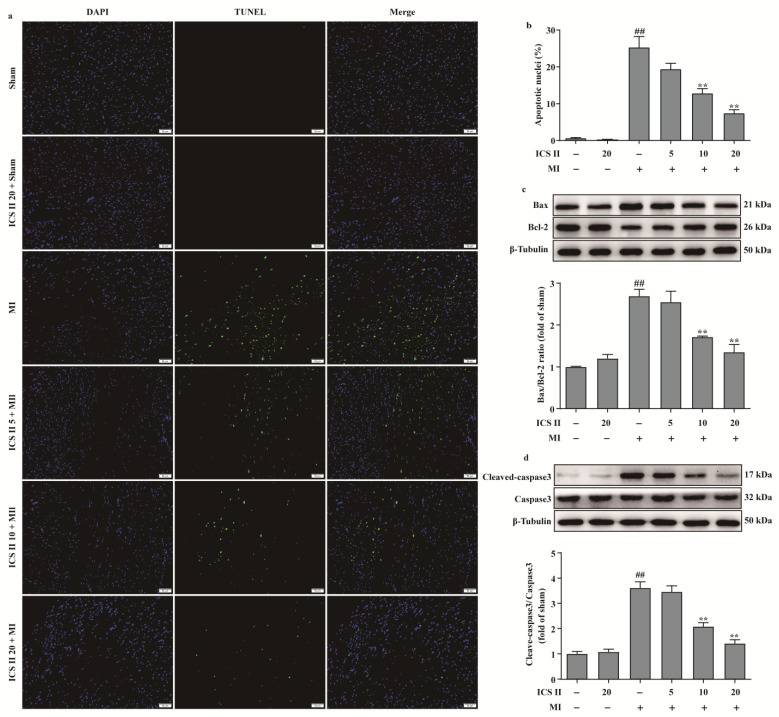 a
DAPI TUNEL Merge
Sham
ICS II 20 + Sham
MI
ICS II 5 + MII
ICS II 10 + MII
ICS II 20 + MI
b
Apoptotic nuclei (%)
40
30
20
10
0
##
**
**
ICS II – 20 – 5 10 20
MI – – + + + +
c
Bax 21 kDa
Bcl-2 26 kDa
β-Tubulin 50 kDa
Bax/Bcl-2 ratio (fold of sham)
3
2
1
0
##
**
**
ICS II – 20 – 5 10 20
MI – – + + + +
d
Cleaved-caspase3 17 kDa
Caspase3 32 kDa
β-Tubulin 50 kDa
Cleave-caspase3/Caspase3
(fold of sham)
5
4
3
2
1
0
##
**
**
ICS II – 20 – 5 10 20
MI – – + + + +